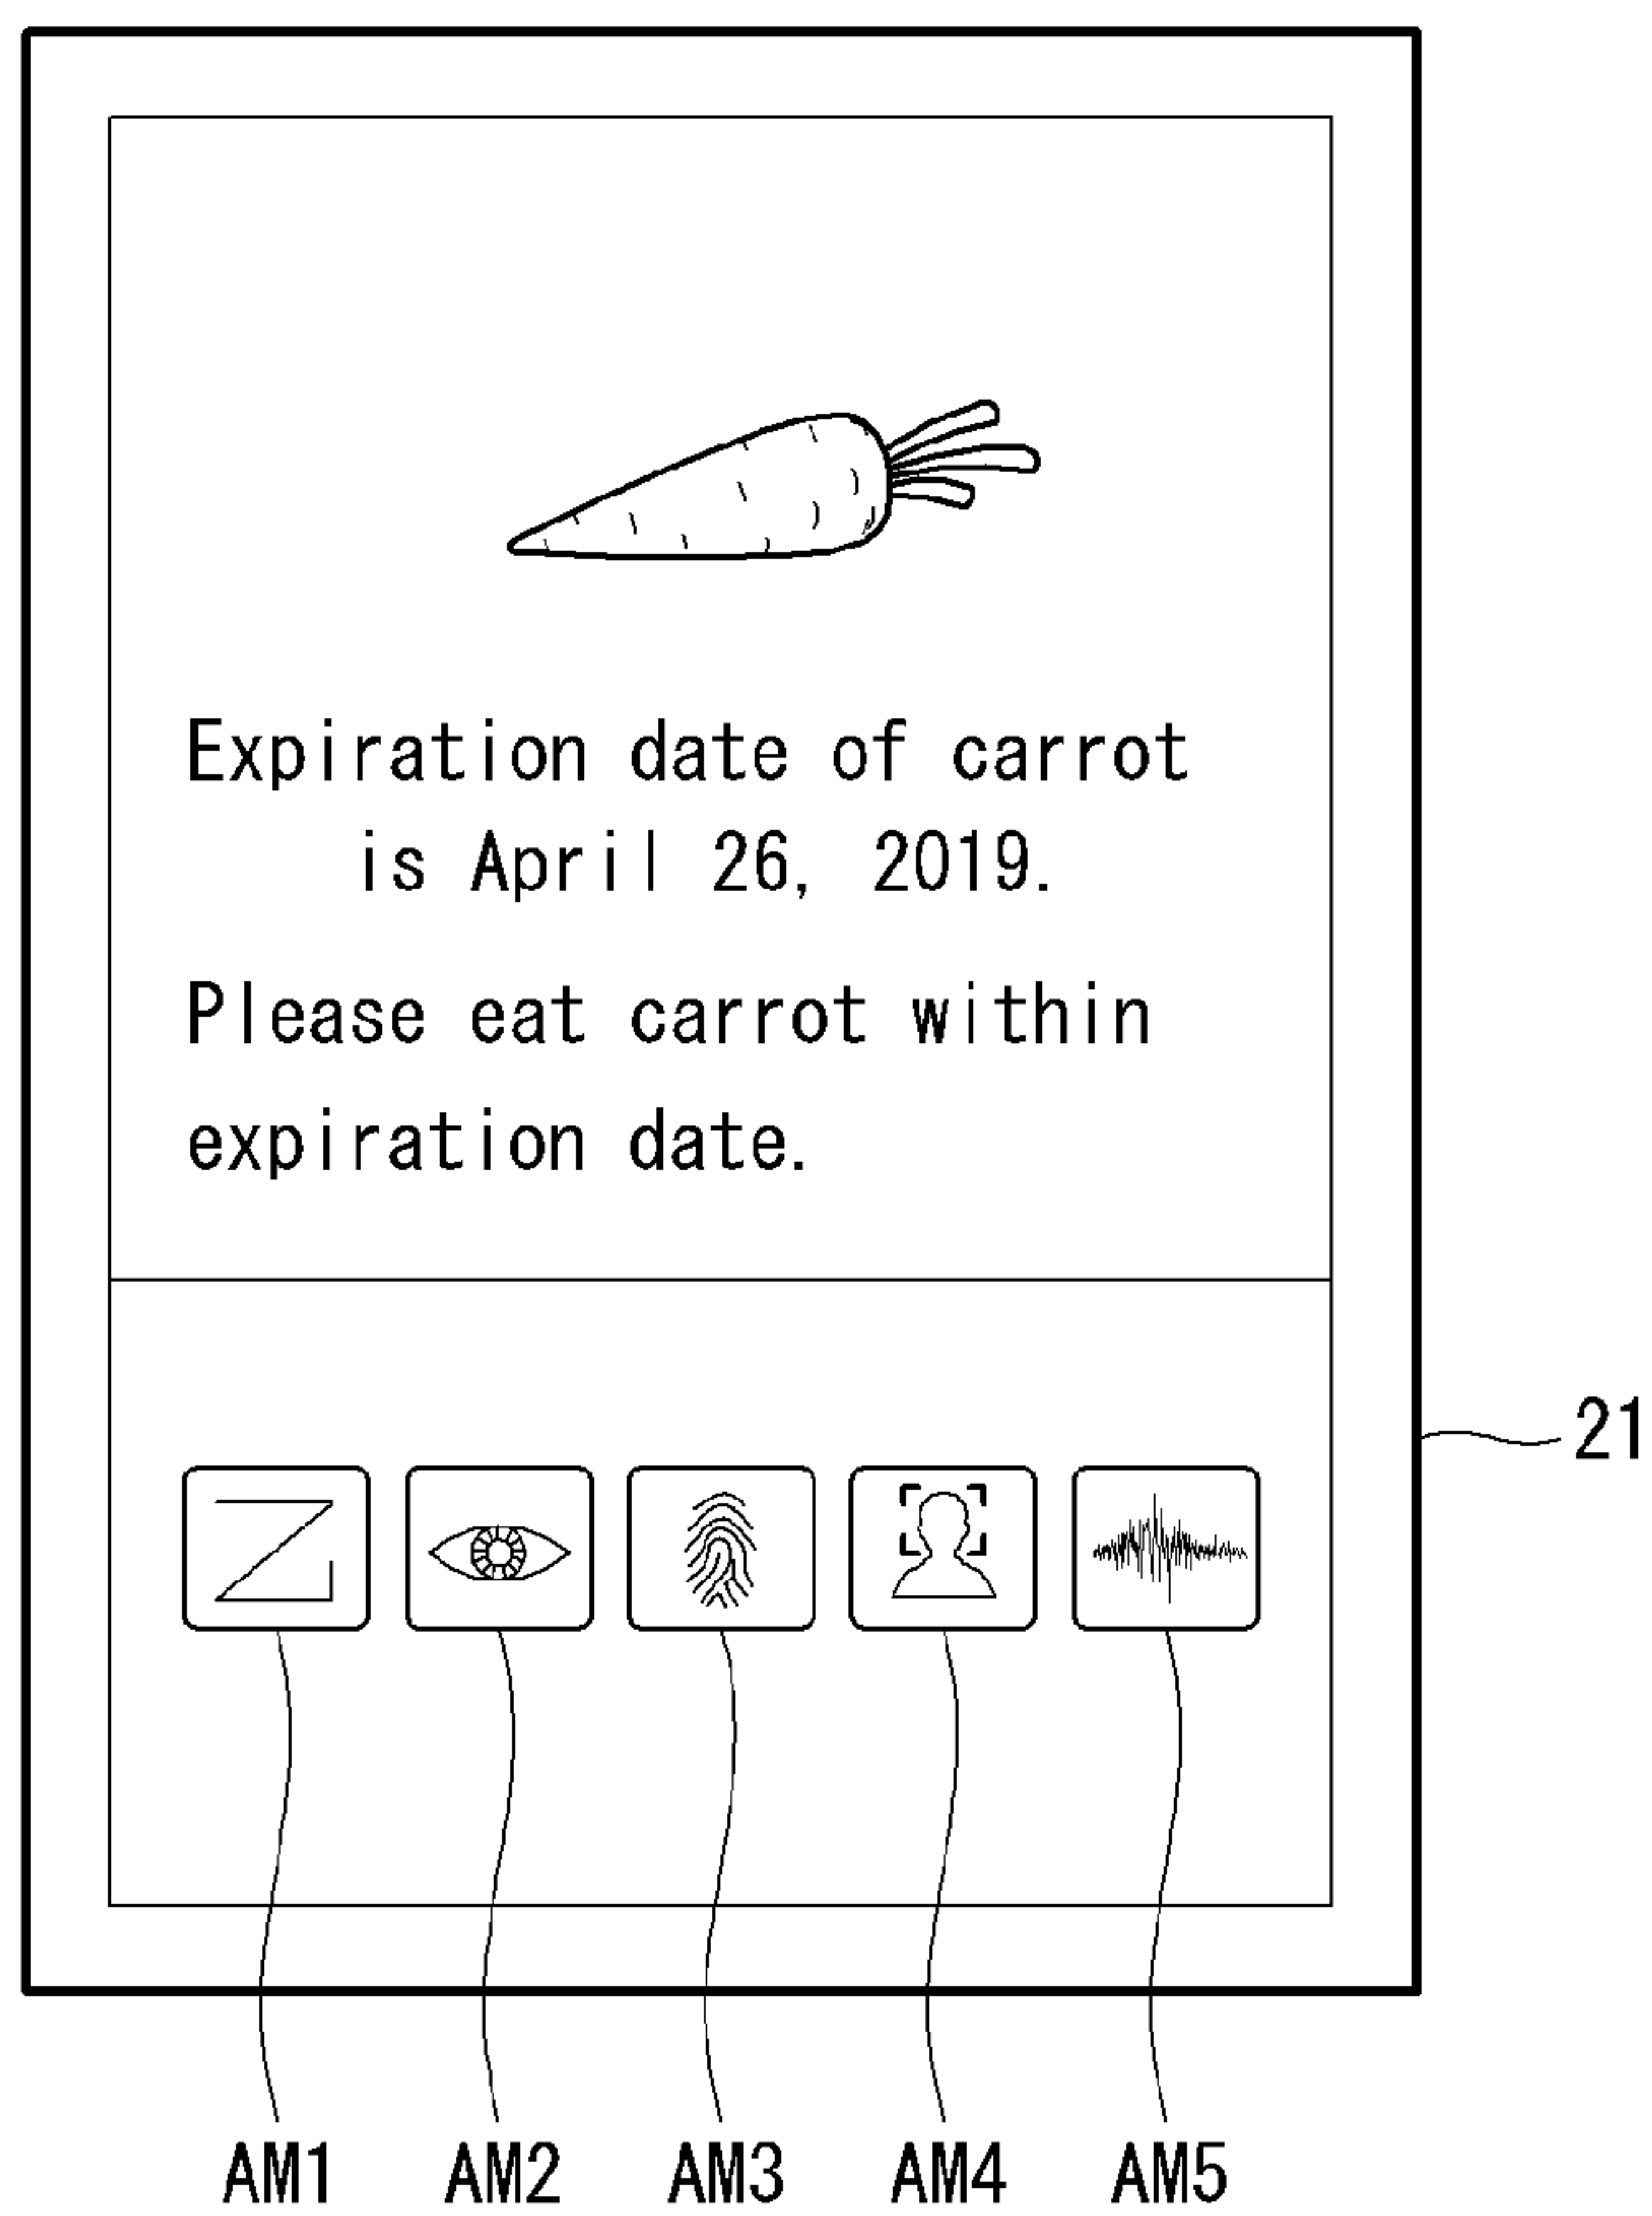 Expiration date of carrot
is April 26, 2019.
Please eat carrot within
expiration date.
21
AM1 AM2 AM3 AM4 AM5